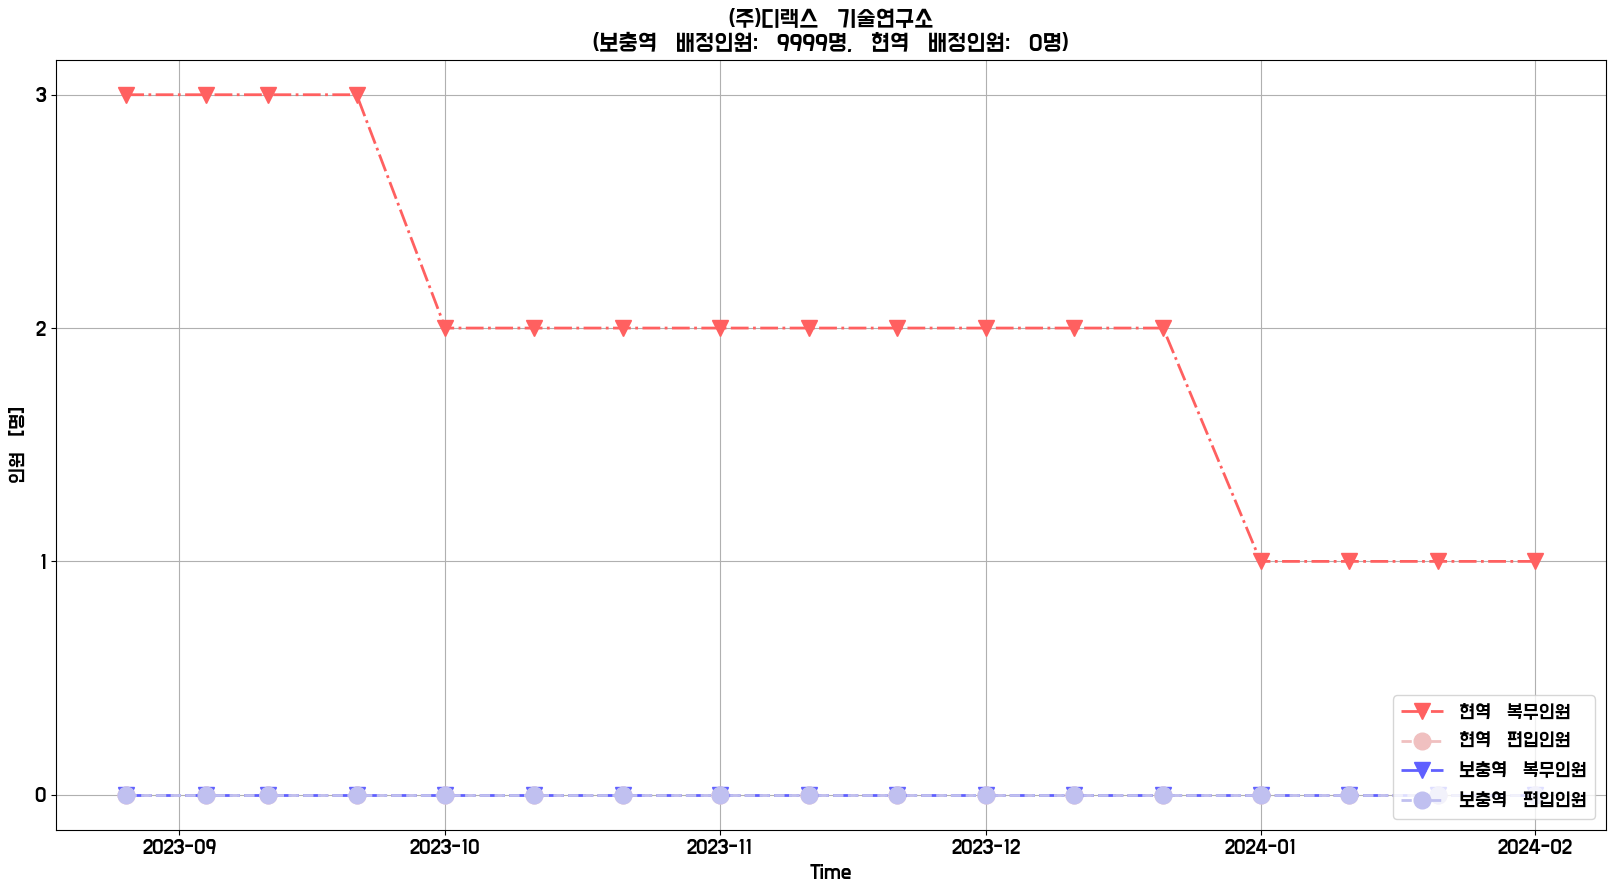 (주)디랙스 기술연구소
(보충역 배정인원: 9999명, 현역 배정인원: 0명)
3
2
1
0
인원 [명]
2023-09
2023-10
2023-11
2023-12
2024-01
2024-02
Time
현역 복무인원
현역 편입인원
보충역 복무인원
보충역 편입인원